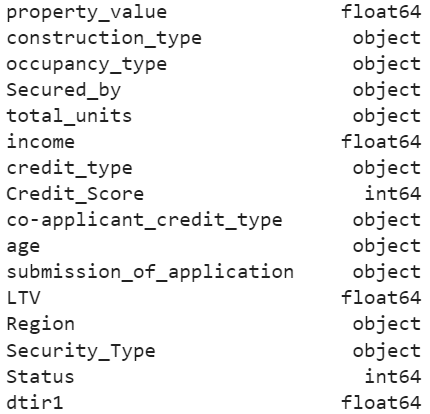 property_value float64
construction_type object
occupancy_type object
Secured_by object
total_units object
income float64
credit_type object
Credit_Score int64
co-applicant_credit_type object
age object
submission_of_application object
LTV float64
Region object
Security_Type object
Status int64
dtir1 float64